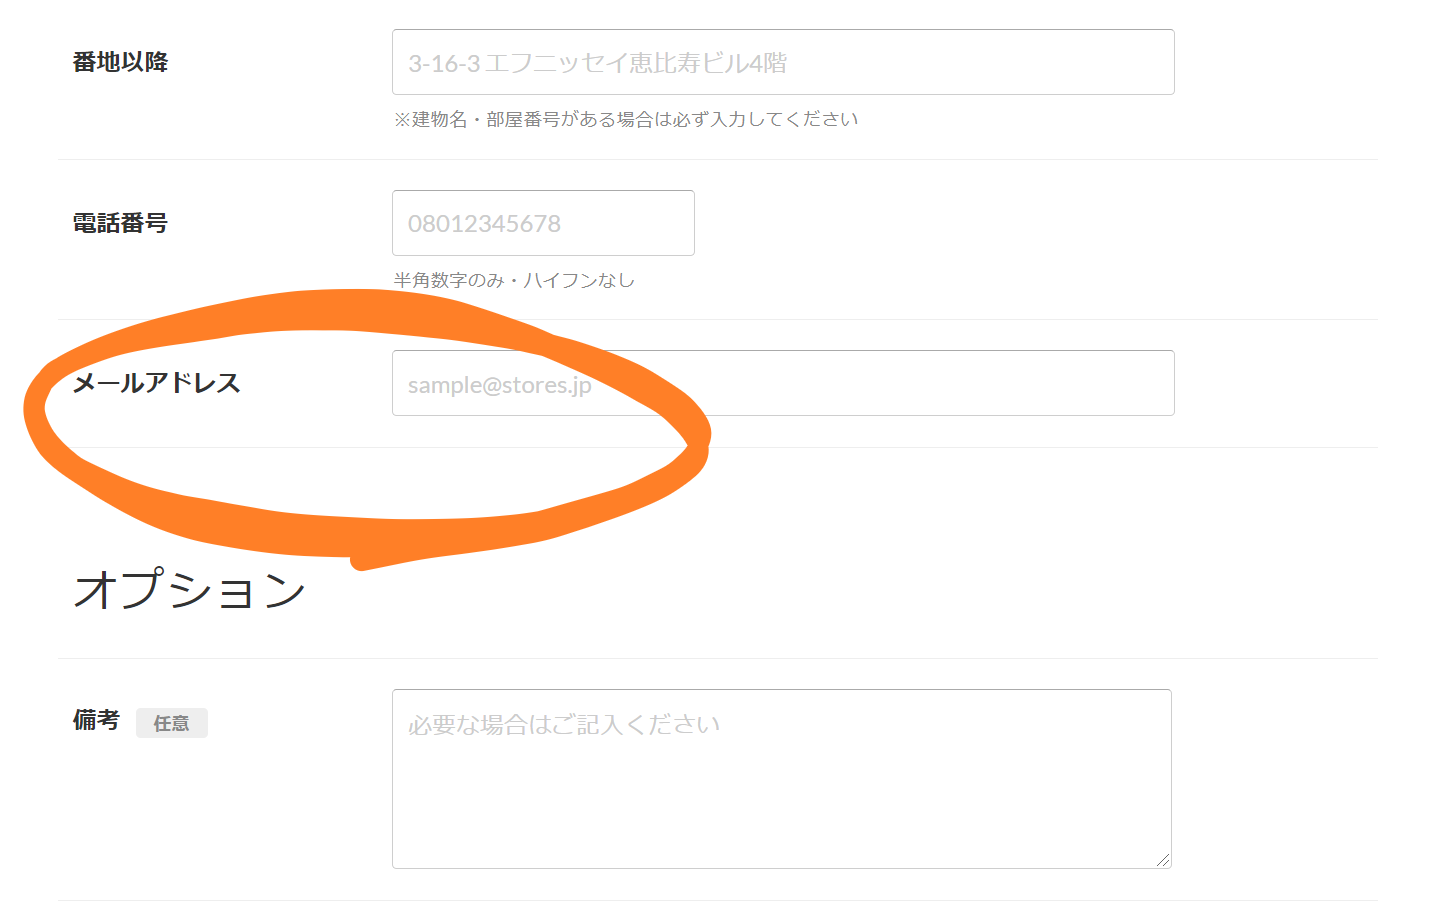 番地以降
3-16-3 エフニッセイ恵比寿ビル4階
※建物名・部屋番号がある場合は必ず入力してください
電話番号
08012345678
半角数字のみ・ハイフンなし
メールアドレス
sample@stores.jp
オプション
備考 任意
必要な場合はご記入ください